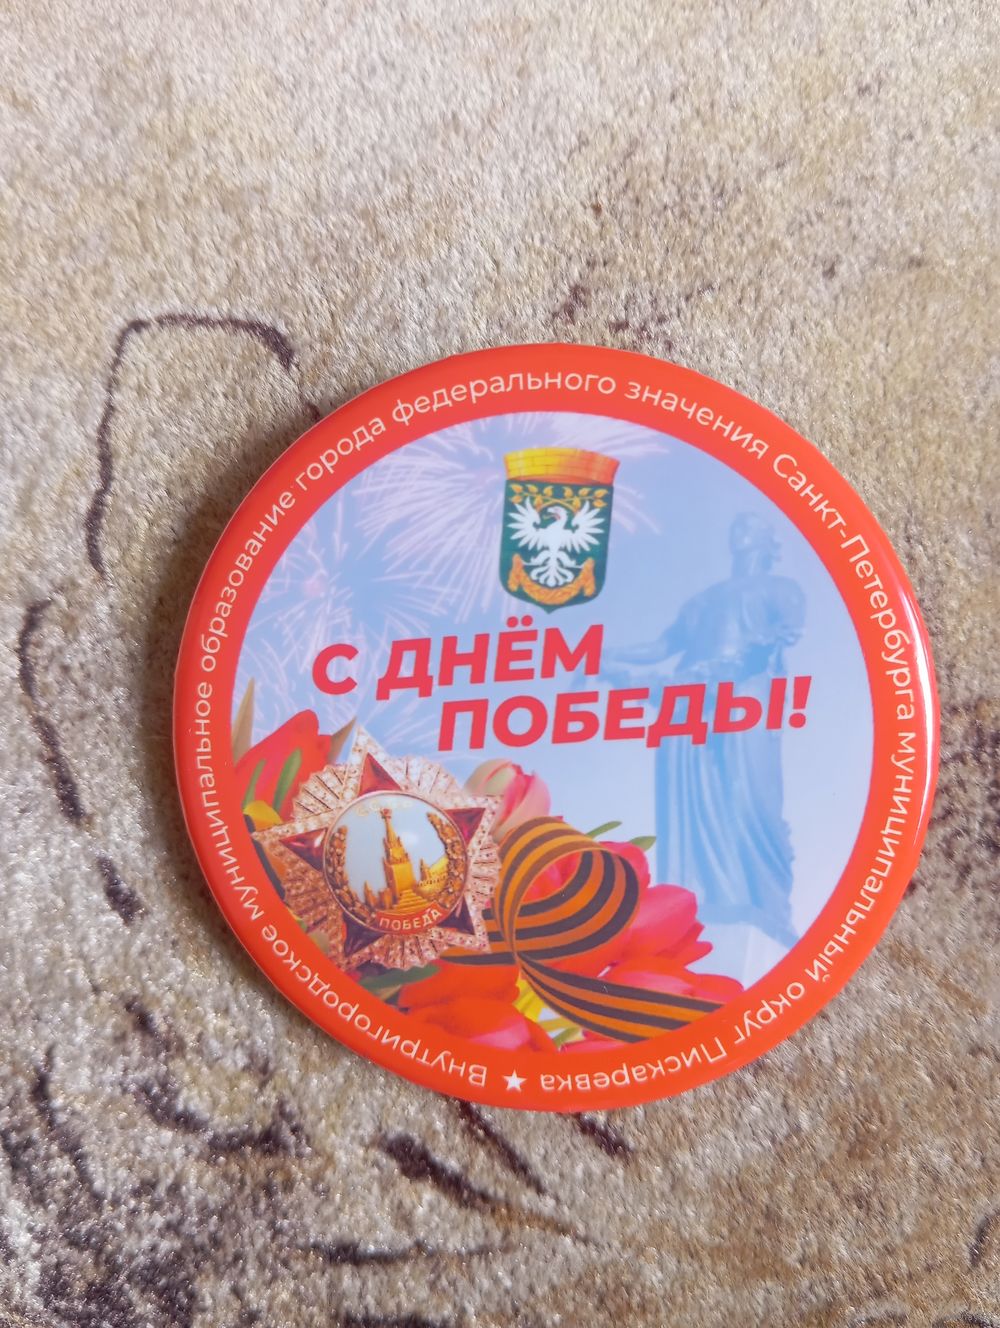 Внутригородское муниципальное образование города федерального значения Санкт-Петербурга муниципальный округ Пискаревка
С ДНЁМ
ПОБЕДЫ!
ПОБЕДА